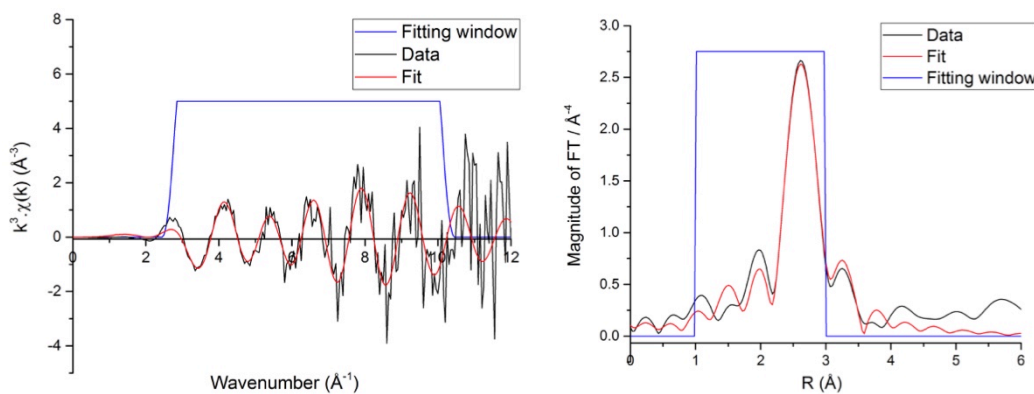 Fitting window
Data
Fit
8
6
4
2
0
-2
-4
0 2 4 6 8 10 12
k³.χ(k) (Å⁻³)
Wavenumber (Å⁻¹)
Data
Fit
Fitting window
3.0
2.5
2.0
1.5
1.0
0.5
0.0
0 1 2 3 4 5 6
Magnitude of FT / Å⁻⁴
R (Å)